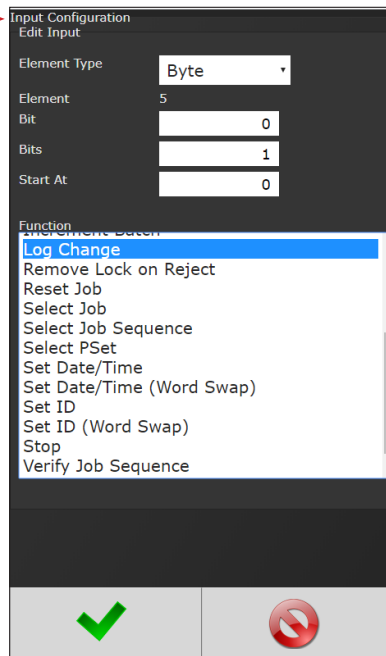 Input Configuration
Edit Input
Element Type
Byte
Element 5
Bit 0
Bits 1
Start At 0
Function
Increment Batch
Log Change
Remove Lock on Reject
Reset Job
Select Job
Select Job Sequence
Select PSet
Set Date/Time
Set Date/Time (Word Swap)
Set ID
Set ID (Word Swap)
Stop
Verify Job Sequence